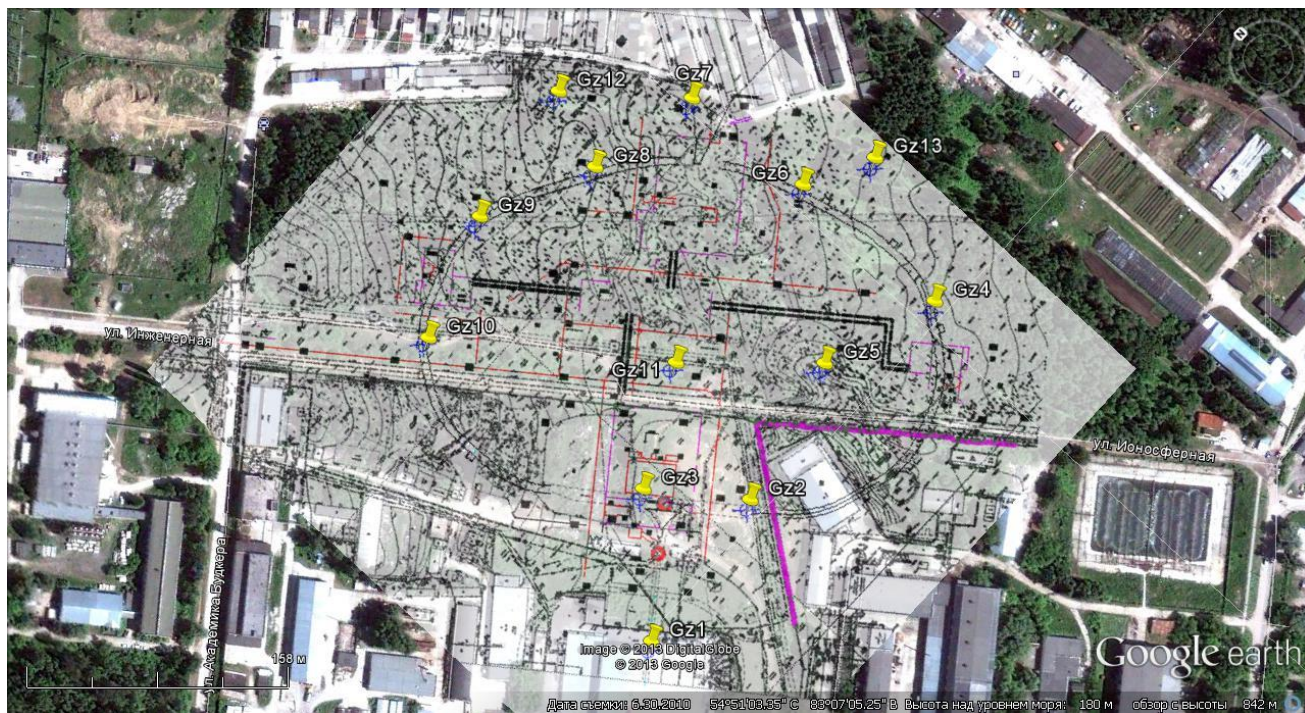 Gz12
Gz7
Gz13
Gz8
Gz6
Gz9
Gz4
ул. Инженерная
Gz10
Gz11
Gz5
ул. Ионосферная
Gz3
Gz2
ул. Академика Будкера
Gz1
Image © 2013 DigitalGlobe
© 2013 Google
158 м
Google earth
Дата съемки: 6.30.2010 54°51'03.35" С 83°07'05.25" В Высота над уровнем моря: 180 м обзор с высоты 842 м